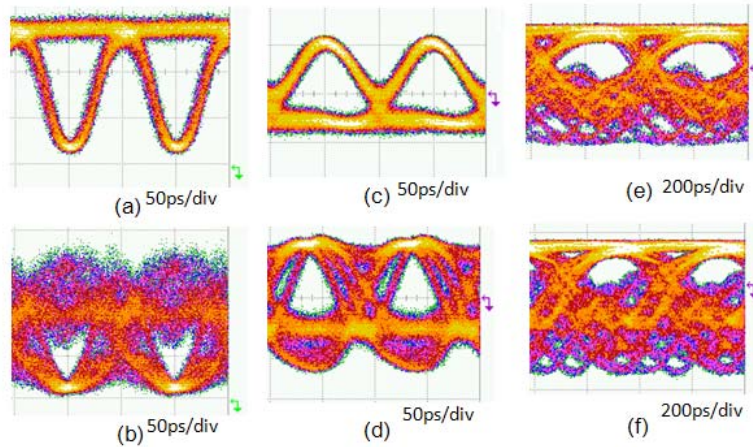 (a) 50ps/div
(c) 50ps/div
(e) 200ps/div
(b) 50ps/div
(d) 50ps/div
(f) 200ps/div